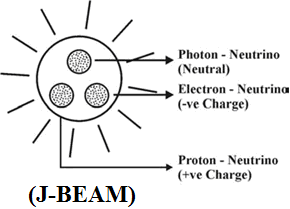 Photon - Neutrino
(Neutral)
Electron - Neutrino
(-ve Charge)
Proton - Neutrino
(+ve Charge)
(J-BEAM)